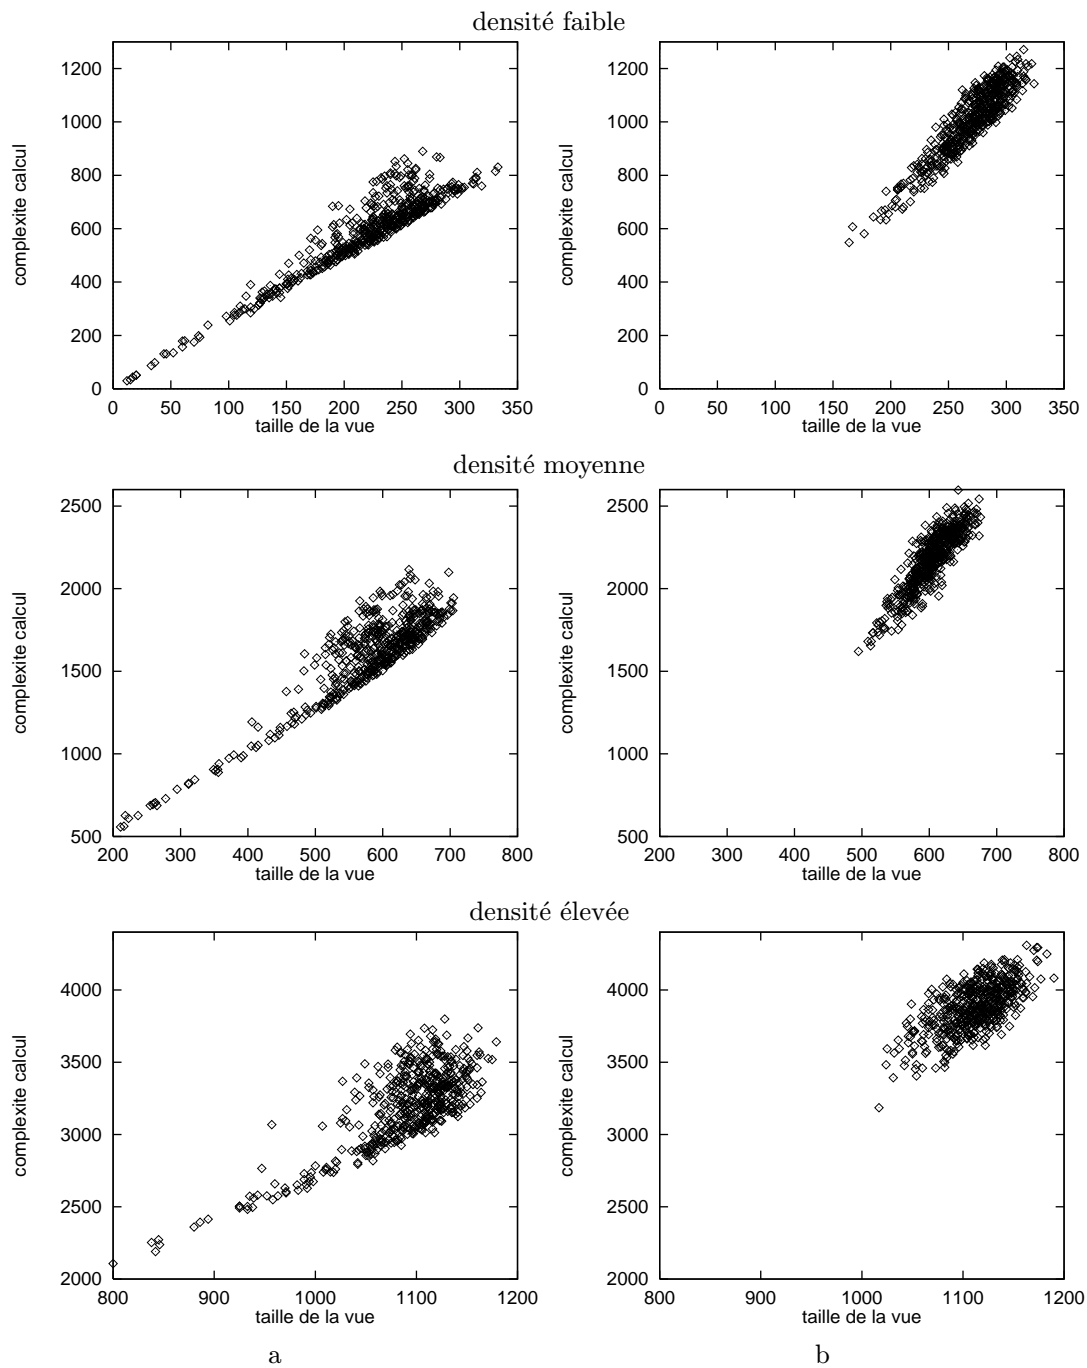 densité faible
1200
1000
800
600
400
200
0
complexite calcul
0 50 100 150 200 250 300 350
taille de la vue
1200
1000
800
600
400
200
0
complexite calcul
0 50 100 150 200 250 300 350
taille de la vue
densité moyenne
2500
2000
1500
1000
500
complexite calcul
200 300 400 500 600 700 800
taille de la vue
2500
2000
1500
1000
500
complexite calcul
200 300 400 500 600 700 800
taille de la vue
densité élevée
4000
3500
3000
2500
2000
complexite calcul
800 900 1000 1100 1200
taille de la vue
4000
3500
3000
2500
2000
complexite calcul
800 900 1000 1100 1200
taille de la vue
a
b